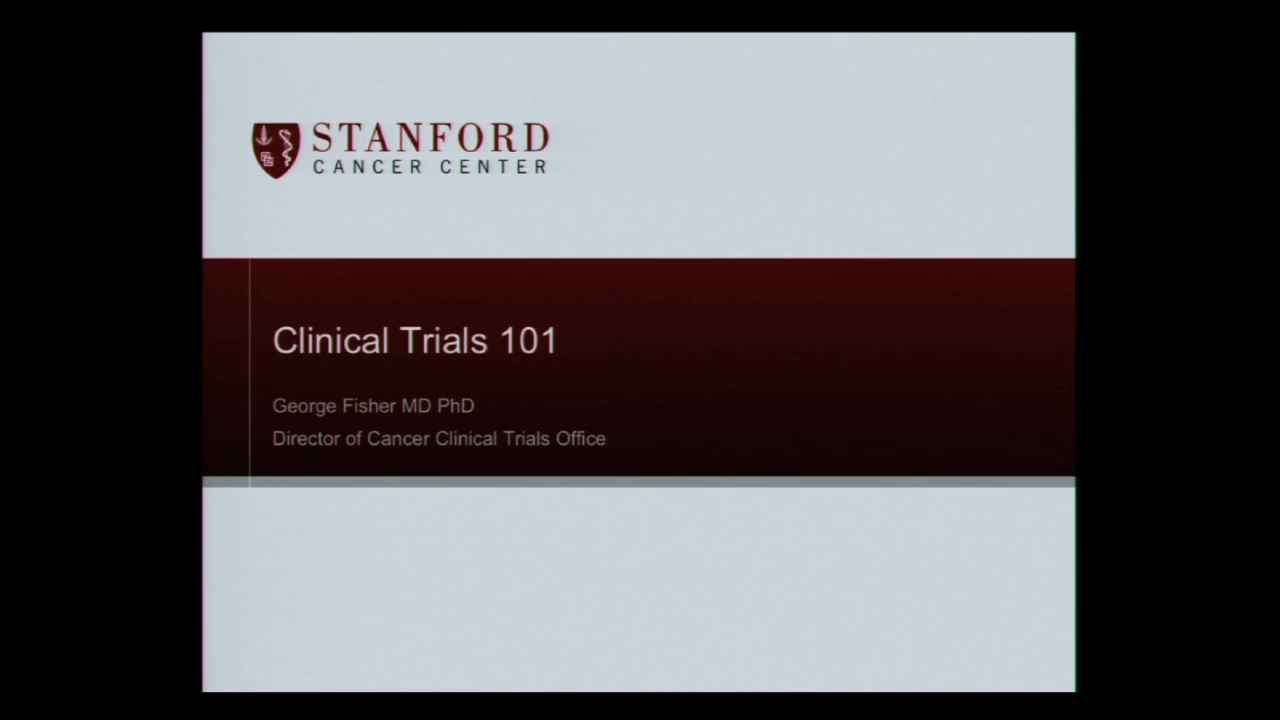 STANFORD
CANCER CENTER
Clinical Trials 101
George Fisher MD PhD
Director of Cancer Clinical Trials Office